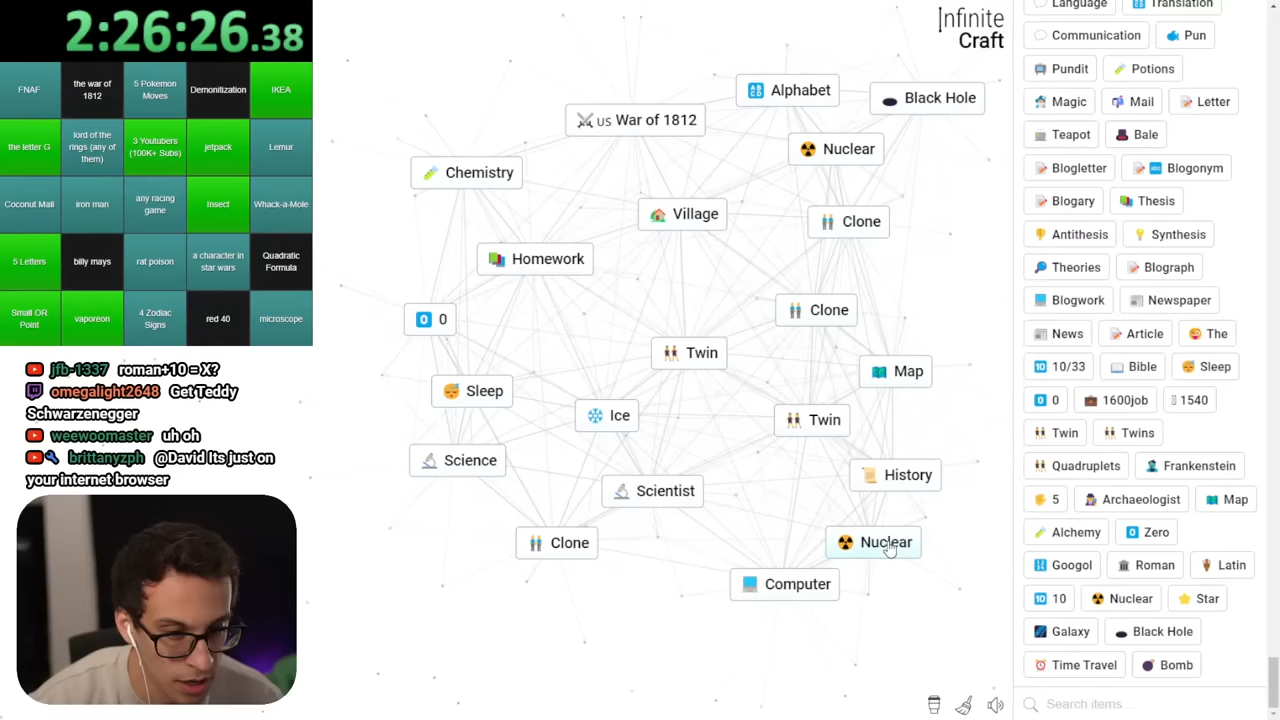 2:26:26.38
FNAF
the war of
1812
5 Pokemon
Moves
Demonitization
IKEA
the letter G
lord of the
rings (any of
them)
3 Youtubers
(100K+ Subs)
jetpack
Lemur
Coconut Mall
iron man
any racing
game
Insect
Whack-a-Mole
5 Letters
billy mays
rat poison
a character in
star wars
Quadratic
Formula
Small OR
Point
vaporeon
4 Zodiac
Signs
red 40
microscope
jfb-1337 roman+10 = X?
omegalight2648 Get Teddy
Schwarzenegger
weewoomaster uh oh
brittanyzph @David Its just on
your internet browser
Infinite
Craft
Alphabet
Black Hole
us War of 1812
Nuclear
Chemistry
Village
Clone
Homework
Clone
0 0
Twin
Map
Sleep
Ice
Twin
Science
History
Scientist
Clone
Nuclear
Computer
Language
Translation
Communication
Pun
Pundit
Potions
Magic
Mail
Letter
Teapot
Bale
Blogletter
abc Blogonym
Blogary
Thesis
Antithesis
Synthesis
Theories
Blograph
Blogwork
Newspaper
News
Article
The
10 10/33
Bible
Sleep
0 0
1600job
1540
Twin
Twins
Quadruplets
Frankenstein
5
Archaeologist
Map
Alchemy
0 Zero
Googol
Roman
Latin
10 10
Nuclear
Star
Galaxy
Black Hole
Time Travel
Bomb
Search items...